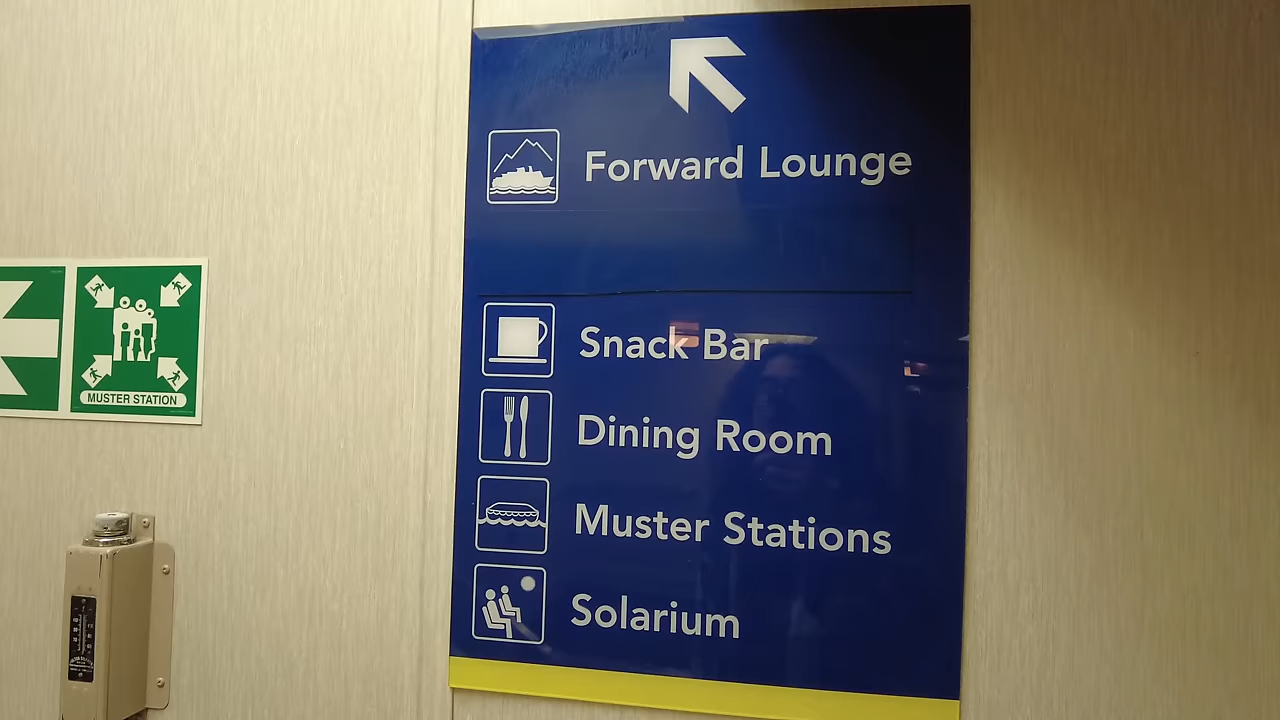 Forward Lounge
Snack Bar
Dining Room
Muster Stations
Solarium
MUSTER STATION